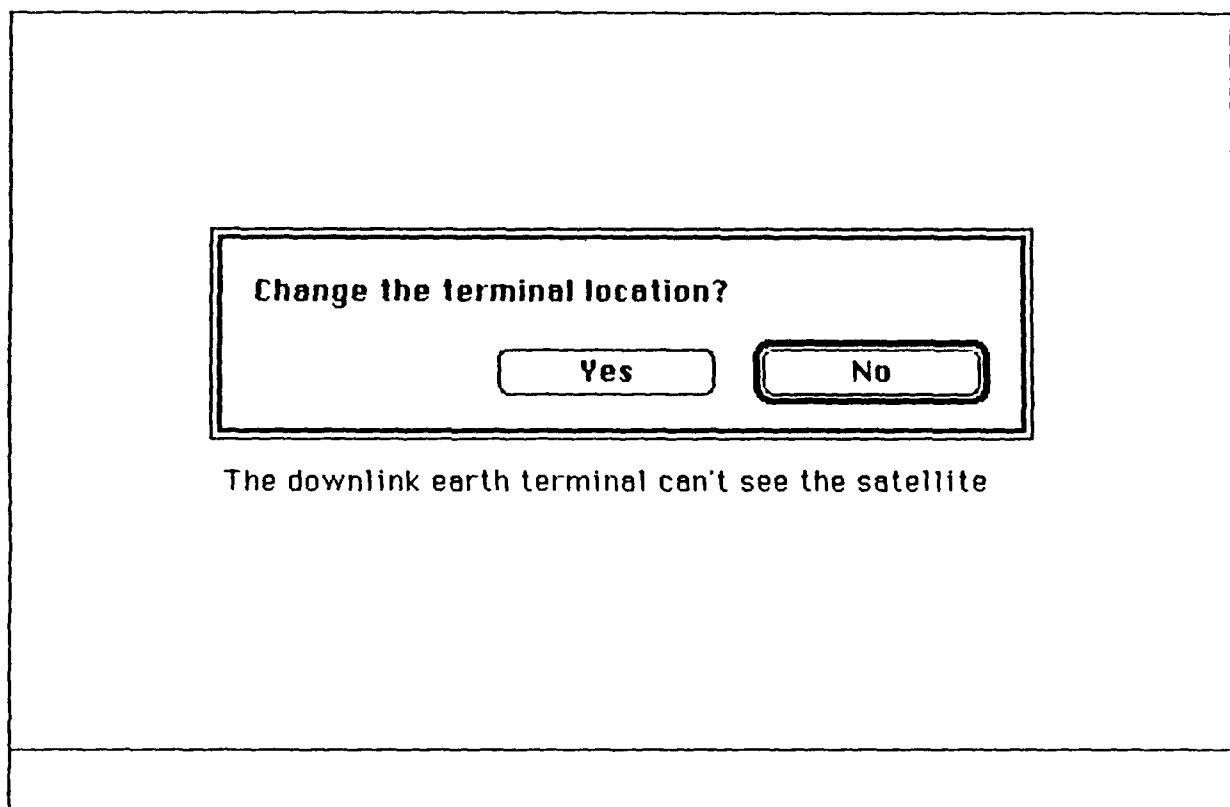 Change the terminal location?
Yes No
The downlink earth terminal can't see the satellite